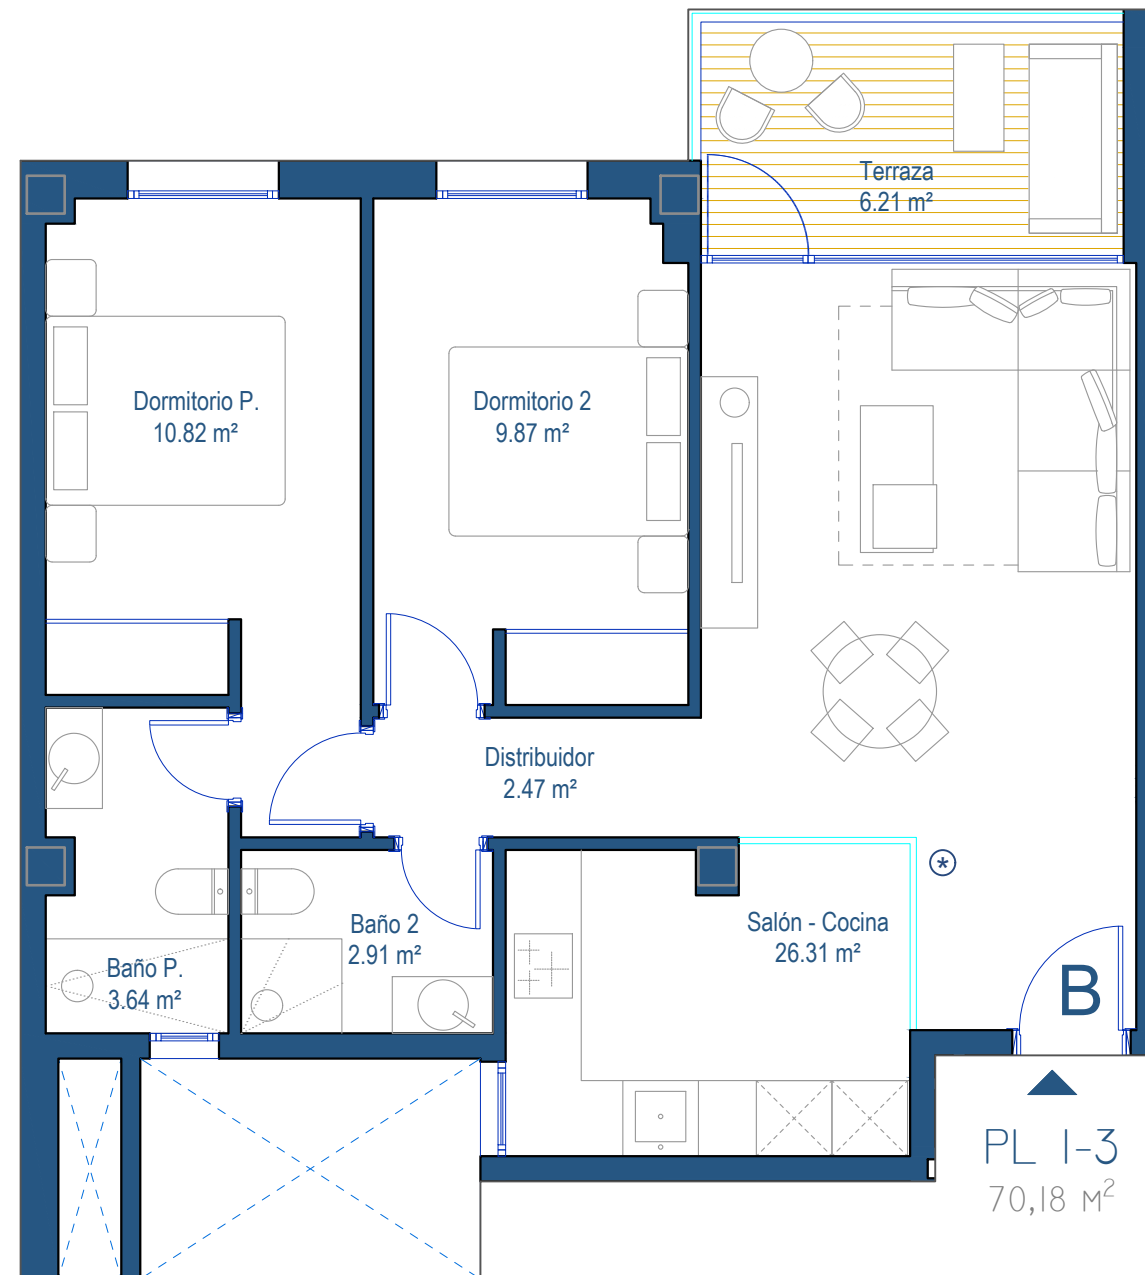 Terraza
6.21 m²
Dormitorio P.
10.82 m²
Dormitorio 2
9.87 m²
Distribuidor
2.47 m²
Salón - Cocina
26.31 m²
Baño 2
2.91 m²
Baño P.
3.64 m²
*
B
PL 1-3
70,18 M²